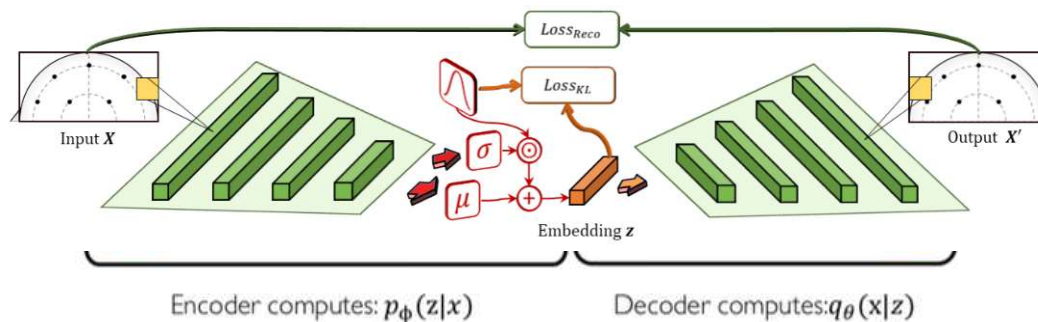 Loss_Reco
Loss_KL
Input X
Output X′
σ
⊙
μ
+
Embedding z
Encoder computes: p_ϕ(z|x)
Decoder computes:q_θ(x|z)